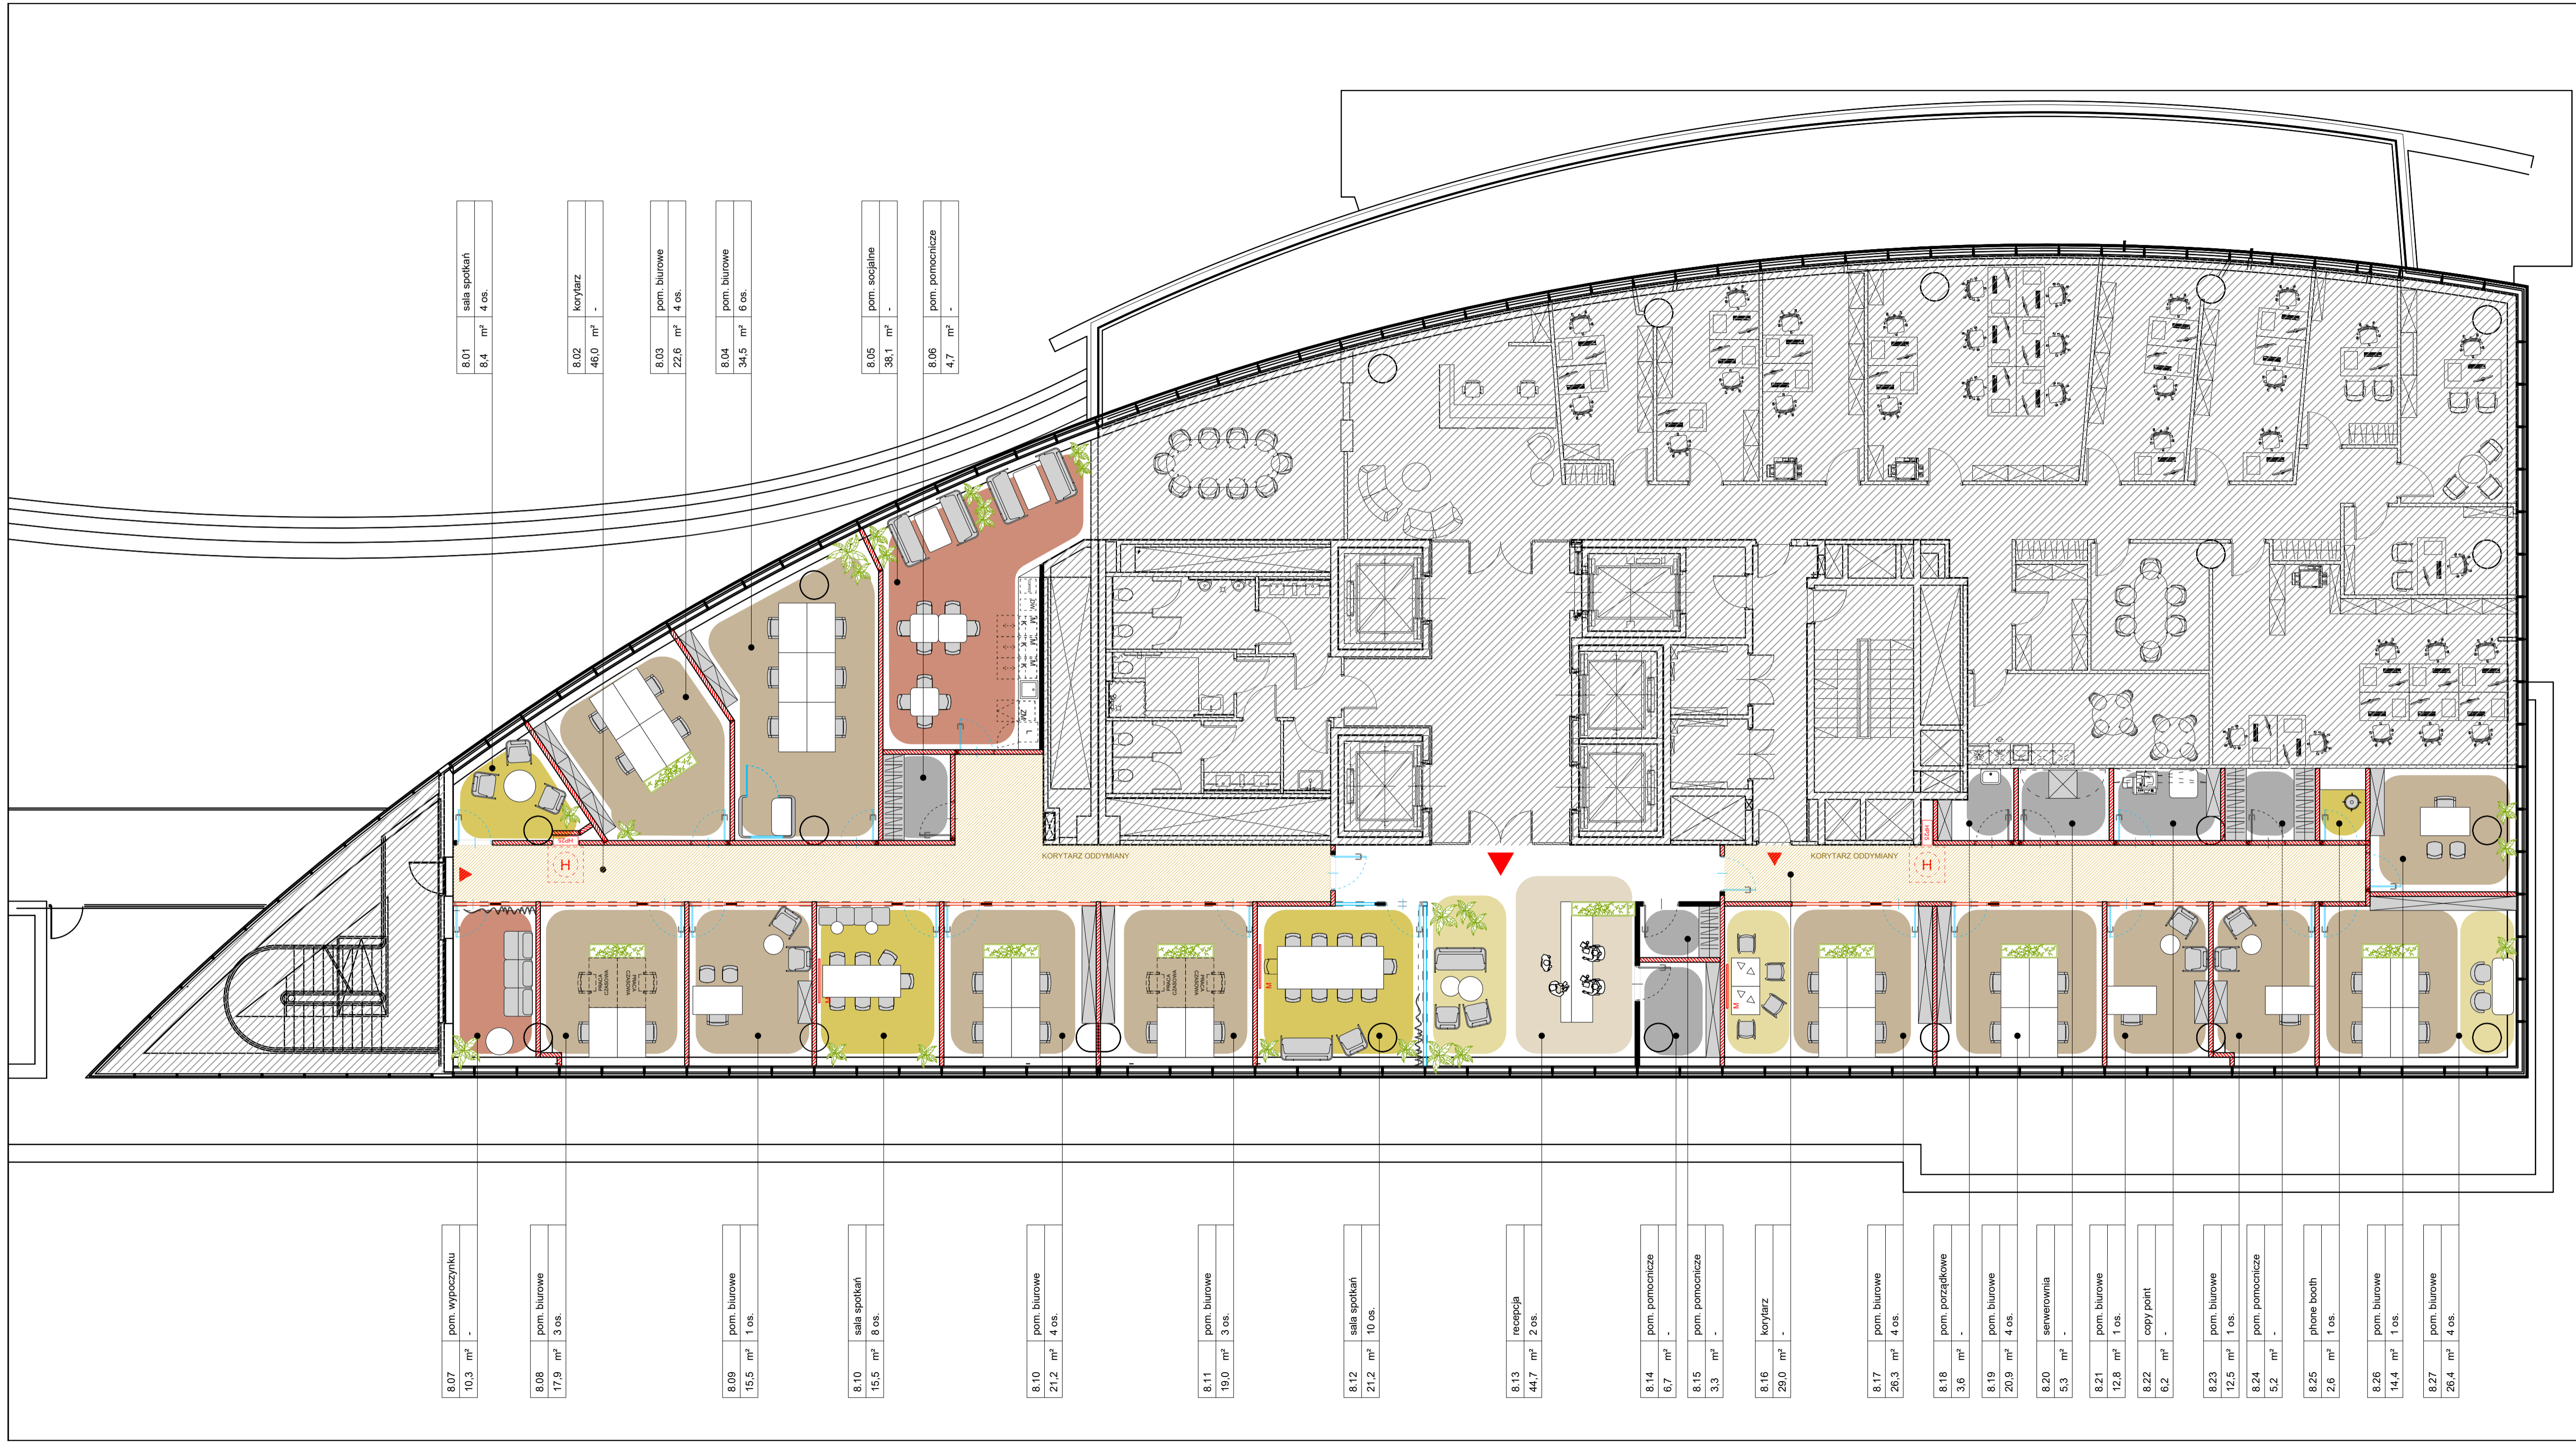 8.01 sala spotkań
8,4 m² 4 os.
8.02 korytarz
46,0 m² -
8.03 pom. biurowe
22,6 m² 4 os.
8.04 pom. biurowe
34,5 m² 6 os.
8.05 pom. socjalne
38,1 m² -
8.06 pom. pomocnicze
4,7 m² -
DW.
M
K
M
K
M
K
ZW
L
HP25
H
KORYTARZ ODDYMIANY
KORYTARZ ODDYMIANY
HP25
H
PRACA
CZASOWA
PRACA
CZASOWA
M
PRACA
CZASOWA
PRACA
CZASOWA
M
M
8.07 pom. wypoczynku
10,3 m² -
8.08 pom. biurowe
17,9 m² 3 os.
8.09 pom. biurowe
15,5 m² 1 os.
8.10 sala spotkań
15,5 m² 8 os.
8.10 pom. biurowe
21,2 m² 4 os.
8.11 pom. biurowe
19,0 m² 3 os.
8.12 sala spotkań
21,2 m² 10 os.
8.13 recepcja
44,7 m² 2 os.
8.14 pom. pomocnicze
6,7 m² -
8.15 pom. pomocnicze
3,3 m² -
8.16 korytarz
29,0 m² -
8.17 pom. biurowe
26,3 m² 4 os.
8.18 pom. porządkowe
3,6 m² -
8.19 pom. biurowe
20,9 m² 4 os.
8.20 serwerownia
5,3 m² -
8.21 pom. biurowe
12,8 m² 1 os.
8.22 copy point
6,2 m² -
8.23 pom. biurowe
12,5 m² 1 os.
8.24 pom. pomocnicze
5,2 m² -
8.25 phone booth
2,6 m² 1 os.
8.26 pom. biurowe
14,4 m² 1 os.
8.27 pom. biurowe
26,4 m² 4 os.